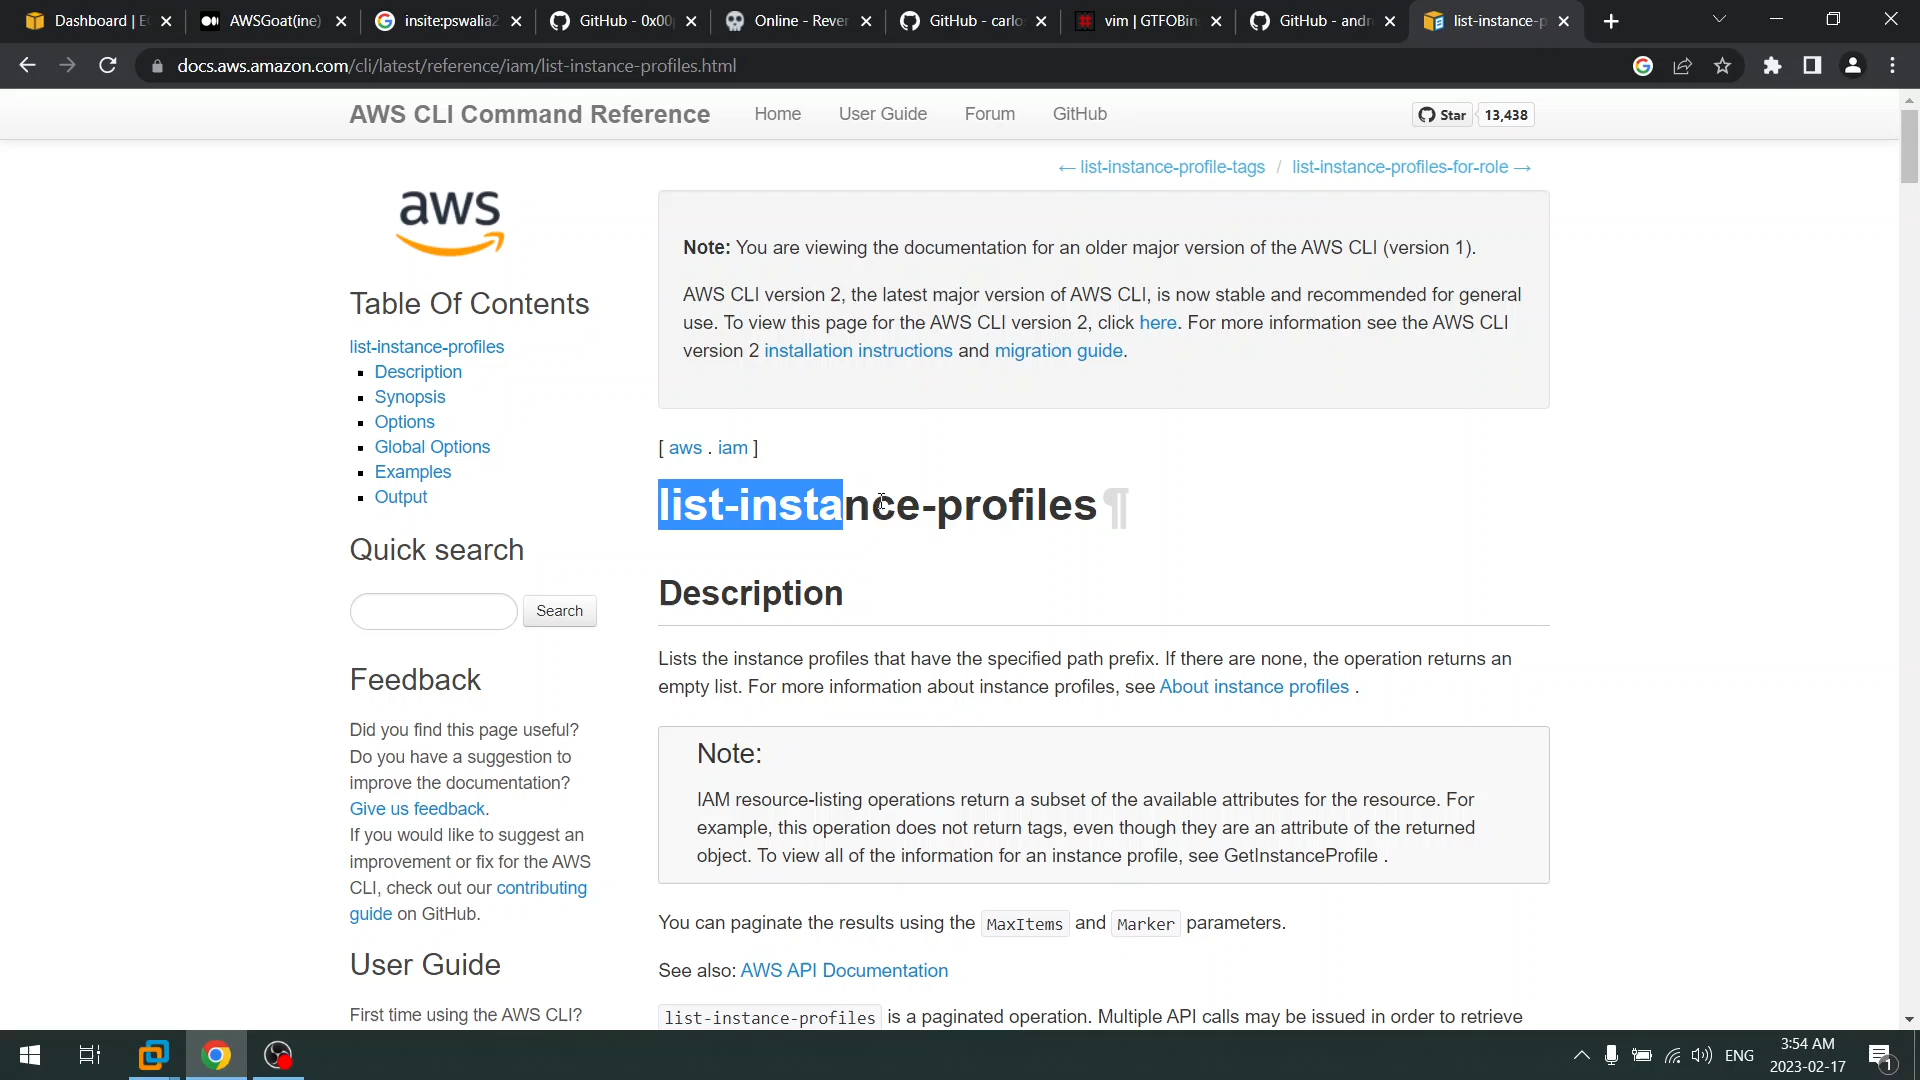 Dashboard | E
AWSGoat(ine)
insite:pswalia2
GitHub - 0x00
Online - Rever
GitHub - carlo
vim | GTFOBin
GitHub - andr
list-instance-p
docs.aws.amazon.com/cli/latest/reference/iam/list-instance-profiles.html
AWS CLI Command Reference
Home
User Guide
Forum
GitHub
Star
13,438
← list-instance-profile-tags / list-instance-profiles-for-role →
aws
Table Of Contents
list-instance-profiles
Description
Synopsis
Options
Global Options
Examples
Output
Quick search
Search
Feedback
Did you find this page useful?
Do you have a suggestion to
improve the documentation?
Give us feedback.
If you would like to suggest an
improvement or fix for the AWS
CLI, check out our contributing
guide on GitHub.
User Guide
First time using the AWS CLI?
Note: You are viewing the documentation for an older major version of the AWS CLI (version 1).
AWS CLI version 2, the latest major version of AWS CLI, is now stable and recommended for general
use. To view this page for the AWS CLI version 2, click here. For more information see the AWS CLI
version 2 installation instructions and migration guide.
[ aws . iam ]
list-instance-profiles¶
Description
Lists the instance profiles that have the specified path prefix. If there are none, the operation returns an
empty list. For more information about instance profiles, see About instance profiles .
Note:
IAM resource-listing operations return a subset of the available attributes for the resource. For
example, this operation does not return tags, even though they are an attribute of the returned
object. To view all of the information for an instance profile, see GetInstanceProfile .
You can paginate the results using the MaxItems and Marker parameters.
See also: AWS API Documentation
list-instance-profiles is a paginated operation. Multiple API calls may be issued in order to retrieve
ENG
3:54 AM
2023-02-17
1